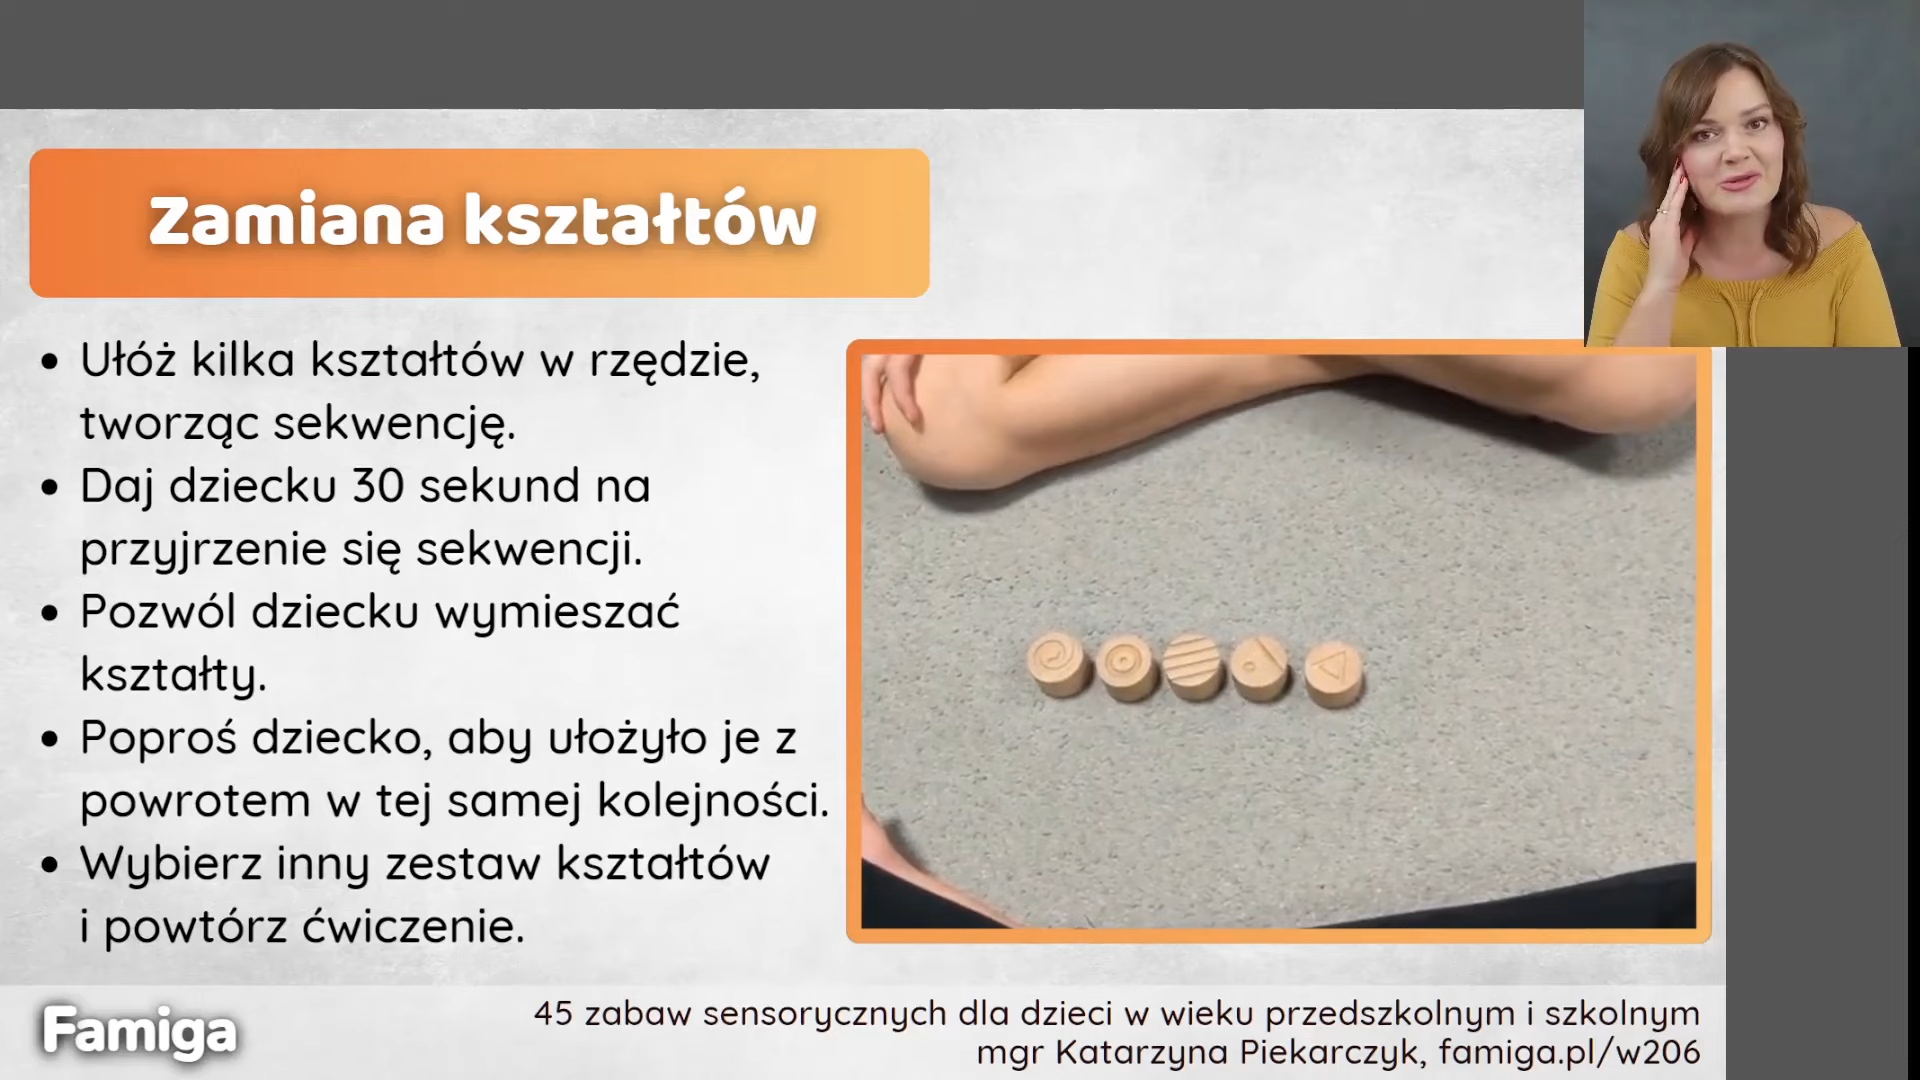 Zamiana kształtów
• Ułóż kilka kształtów w rzędzie,
tworząc sekwencję.
• Daj dziecku 30 sekund na
przyjrzenie się sekwencji.
• Pozwól dziecku wymieszać
kształty.
• Poproś dziecko, aby ułożyło je z
powrotem w tej samej kolejności.
• Wybierz inny zestaw kształtów
i powtórz ćwiczenie.
Famiga
45 zabaw sensorycznych dla dzieci w wieku przedszkolnym i szkolnym
mgr Katarzyna Piekarczyk, famiga.pl/w206